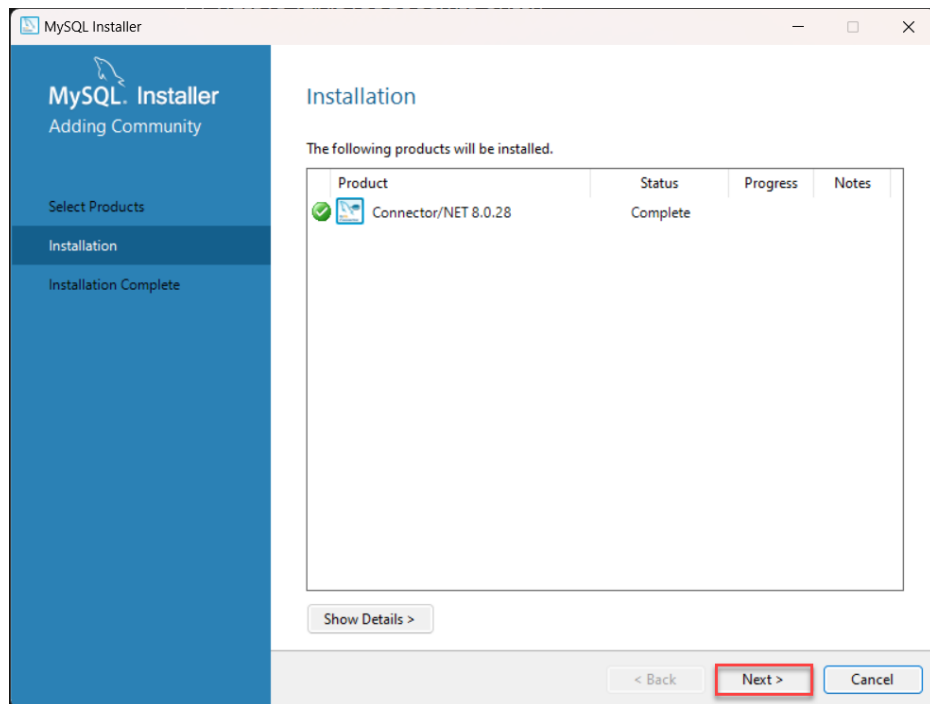 MySQL Installer
MySQL. Installer
Adding Community
Select Products
Installation
Installation Complete
Installation
The following products will be installed.
Product Status Progress Notes
Connector/NET 8.0.28 Complete
Show Details >
< Back Next > Cancel